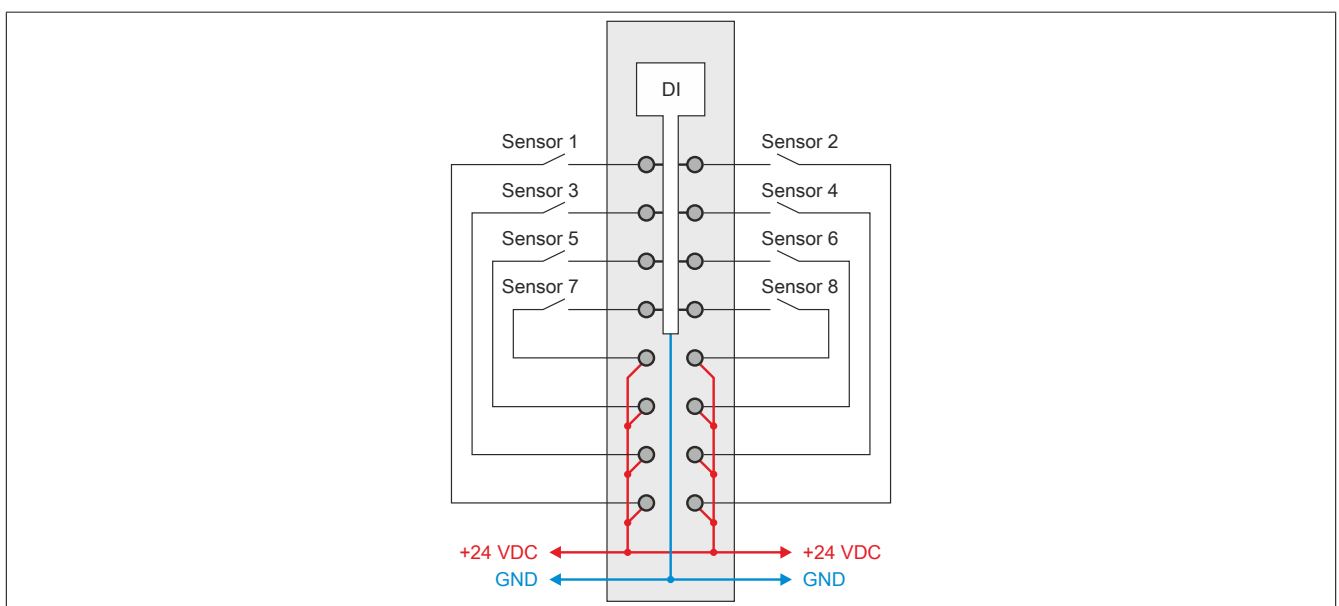 DI
Sensor 1
Sensor 2
Sensor 3
Sensor 4
Sensor 5
Sensor 6
Sensor 7
Sensor 8
+24 VDC
+24 VDC
GND
GND